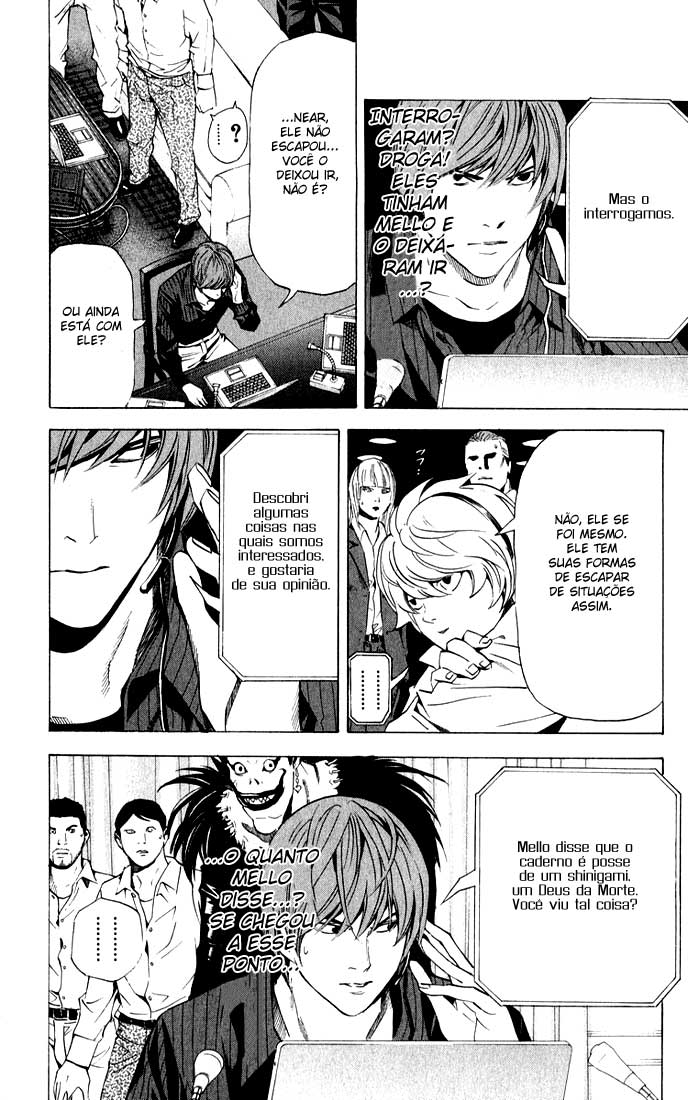 Mas o
interrogamos.
INTERRO-
GARAM?
DROGA!
ELES
TINHAM
MELLO E
O DEIXA-
RAM IR
...?
...NEAR,
ELE NÃO
ESCAPOU...
VOCÊ O
DEIXOU IR,
NÃO É?
...?
OU AINDA
ESTÁ COM
ELE?
NÃO, ELE SE
FOI MESMO.
ELE TEM
SUAS FORMAS
DE ESCAPAR
DE SITUAÇÕES
ASSIM.
Descobri
algumas
coisas nas
quais somos
interessados,
e gostaria
de sua opinião.
Mello disse que o
caderno é posse
de um shinigami,
um Deus da Morte.
Você viu tal coisa?
...O QUANTO
MELLO
DISSE...?
SE CHEGOU
A ESSE
PONTO...